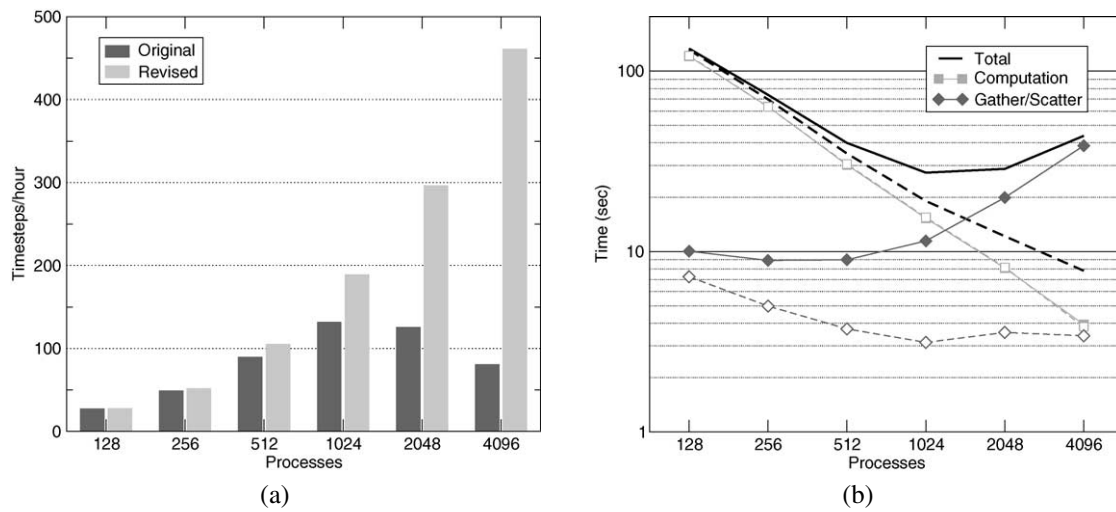 500
400
300
200
100
0
Timesteps/hour
Original
Revised
128 256 512 1024 2048 4096
Processes
(a)
100
10
1
Time (sec)
Total
Computation
Gather/Scatter
128 256 512 1024 2048 4096
Processes
(b)